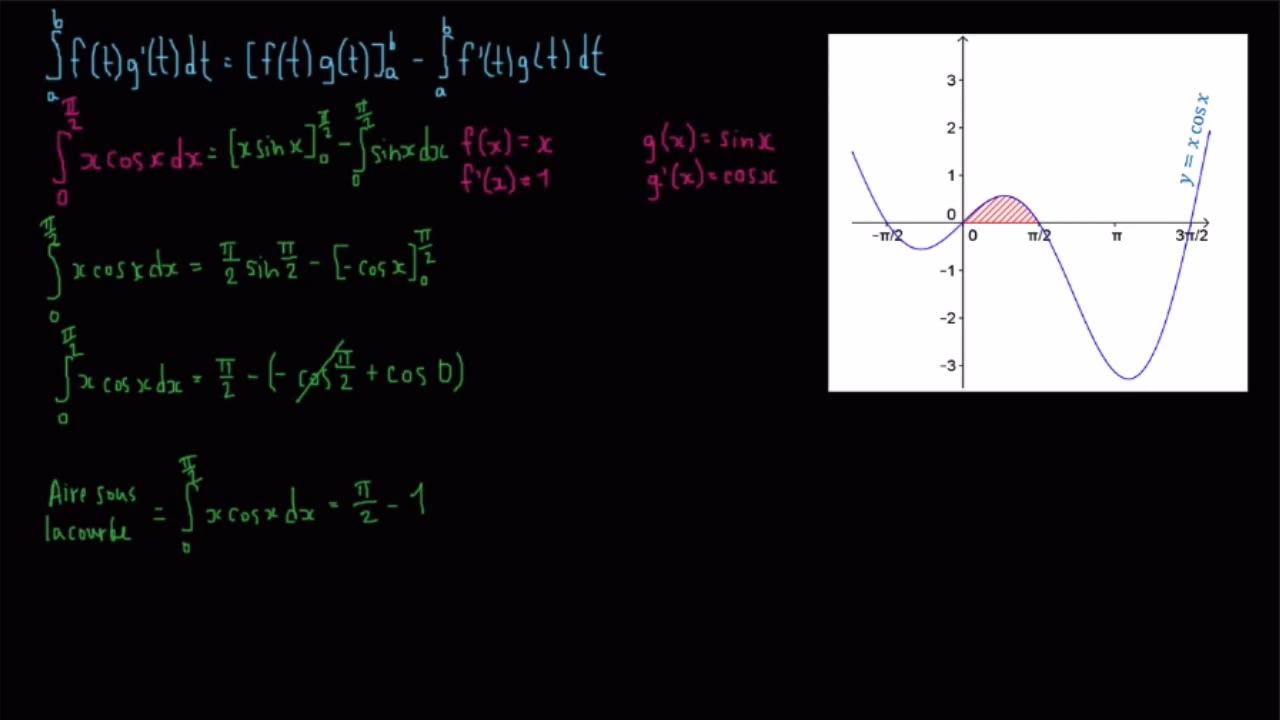 ∫_a^b f(t)g'(t)dt = [f(t)g(t)]_a^b - ∫_a^b f'(t)g(t)dt
∫_0^{π/2} x cos x dx = [x sin x]_0^{π/2} - ∫_0^{π/2} sin x dx f(x) = x g(x) = sin x
f'(x) = 1 g'(x) = cos x
∫_0^{π/2} x cos x dx = π/2 sin π/2 - [-cos x]_0^{π/2}
∫_0^{π/2} x cos x dx = π/2 - (- cos π/2 + cos 0)
Aire sous
la courbe = ∫_0^{π/2} x cos x dx = π/2 - 1
3
2
1
0
-π/2 0 π/2 π 3π/2
-1
-2
-3
y = x cos x